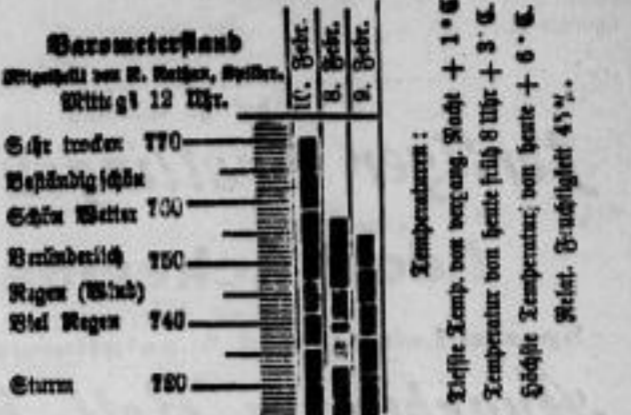 Barometerstand
Mitgetheilt von R. Nathan, Optiker.
Mittags 12 Uhr.
10. Febr.
8. Febr.
9. Febr.
Sehr trocken 770
Beständig schön
Schön Wetter 760
Veränderlich 750
Regen (Wind)
Viel Regen 740
Sturm 730
Temperaturen:
Tiefste Temp. von vergang. Nacht + 1° C.
Temperatur von heute früh 8 Uhr + 3° C.
Höchste Temperatur von heute + 6° C.
Relat. Feuchtigkeit 45%.